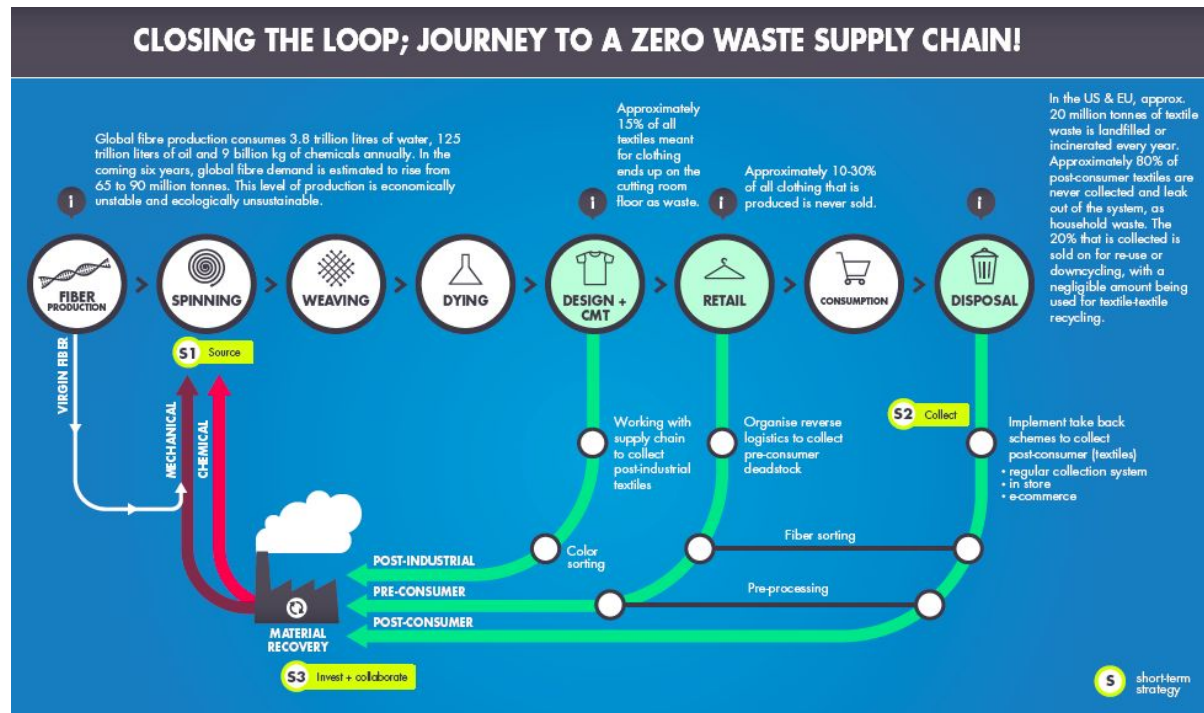 CLOSING THE LOOP; JOURNEY TO A ZERO WASTE SUPPLY CHAIN!
Global fibre production consumes 3.8 trillion litres of water, 125
trillion liters of oil and 9 billion kg of chemicals annually. In the
coming six years, global fibre demand is estimated to rise from
65 to 90 million tonnes. This level of production is economically
unstable and ecologically unsustainable.
i
Approximately
15% of all
textiles meant
for clothing
ends up on the
cutting room
floor as waste.
i
Approximately 10-30%
of all clothing that is
produced is never sold.
i
In the US & EU, approx.
20 million tonnes of textile
waste is landfilled or
incinerated every year.
Approximately 80% of
post-consumer textiles are
never collected and leak
out of the system, as
household waste. The
20% that is collected is
sold on for re-use or
downcycling, with a
negligible amount being
used for textile-textile
recycling.
i
FIBER
PRODUCTION
>
SPINNING
>
WEAVING
>
DYING
>
DESIGN +
CMT
>
RETAIL
>
CONSUMPTION
>
DISPOSAL
S1 Source
VIRGIN FIBER
MECHANICAL
CHEMICAL
Working with
supply chain
to collect
post-industrial
textiles
Organise reverse
logistics to collect
pre-consumer
deadstock
S2 Collect
Implement take back
schemes to collect
post-consumer (textiles)
• regular collection system
• in store
• e-commerce
Color
sorting
Fiber sorting
Pre-processing
POST-INDUSTRIAL
PRE-CONSUMER
POST-CONSUMER
MATERIAL
RECOVERY
S3 Invest + collaborate
S short-term
strategy